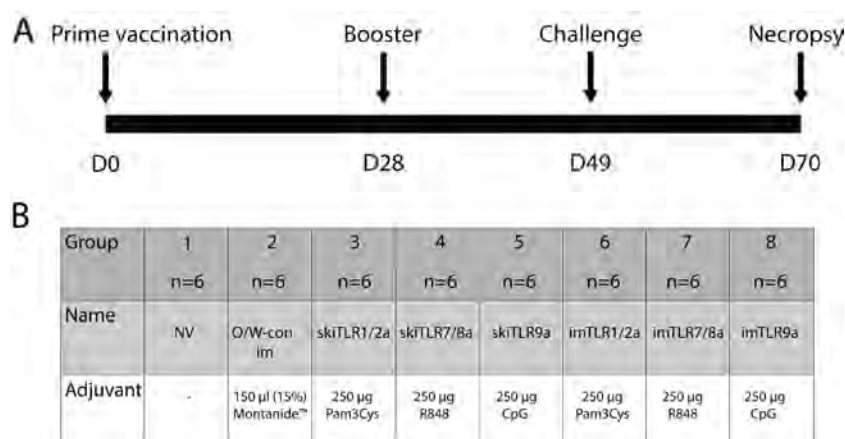 A
Prime vaccination Booster Challenge Necropsy
D0 D28 D49 D70
B
Group 1 2 3 4 5 6 7 8
n=6 n=6 n=6 n=6 n=6 n=6 n=6 n=6
Name NV O/W-con skiTLR1/2a skiTLR7/8a skiTLR9a imTLR1/2a imTLR7/8a imTLR9a
im
Adjuvant - 150 µl (15%) 250 µg 250 µg 250 µg 250 µg 250 µg 250 µg
Montanide™ Pam3Cys R848 CpG Pam3Cys R848 CpG